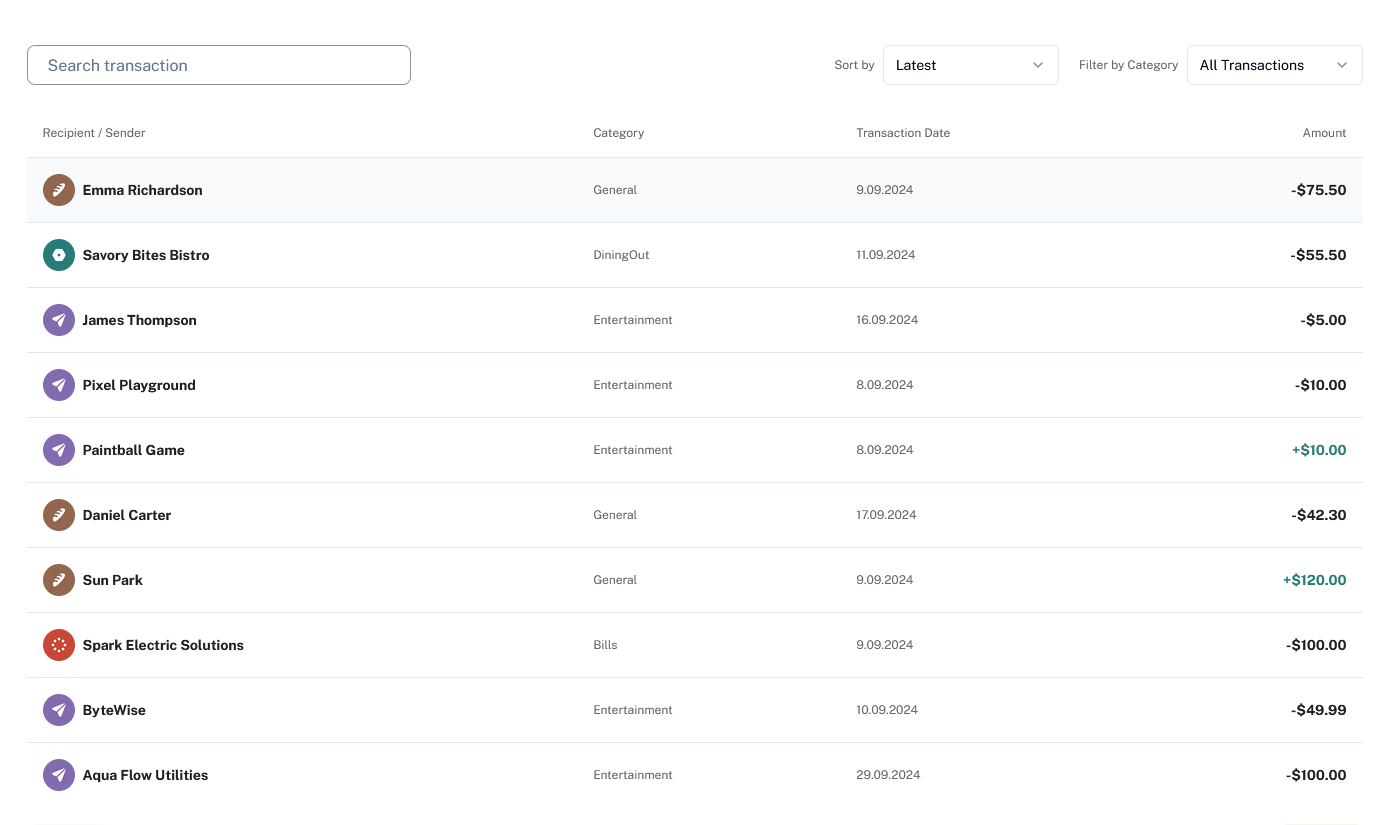 Search transaction
Sort by Latest Filter by Category All Transactions
Recipient / Sender Category Transaction Date Amount
Emma Richardson General 9.09.2024 -$75.50
Savory Bites Bistro DiningOut 11.09.2024 -$55.50
James Thompson Entertainment 16.09.2024 -$5.00
Pixel Playground Entertainment 8.09.2024 -$10.00
Paintball Game Entertainment 8.09.2024 +$10.00
Daniel Carter General 17.09.2024 -$42.30
Sun Park General 9.09.2024 +$120.00
Spark Electric Solutions Bills 9.09.2024 -$100.00
ByteWise Entertainment 10.09.2024 -$49.99
Aqua Flow Utilities Entertainment 29.09.2024 -$100.00